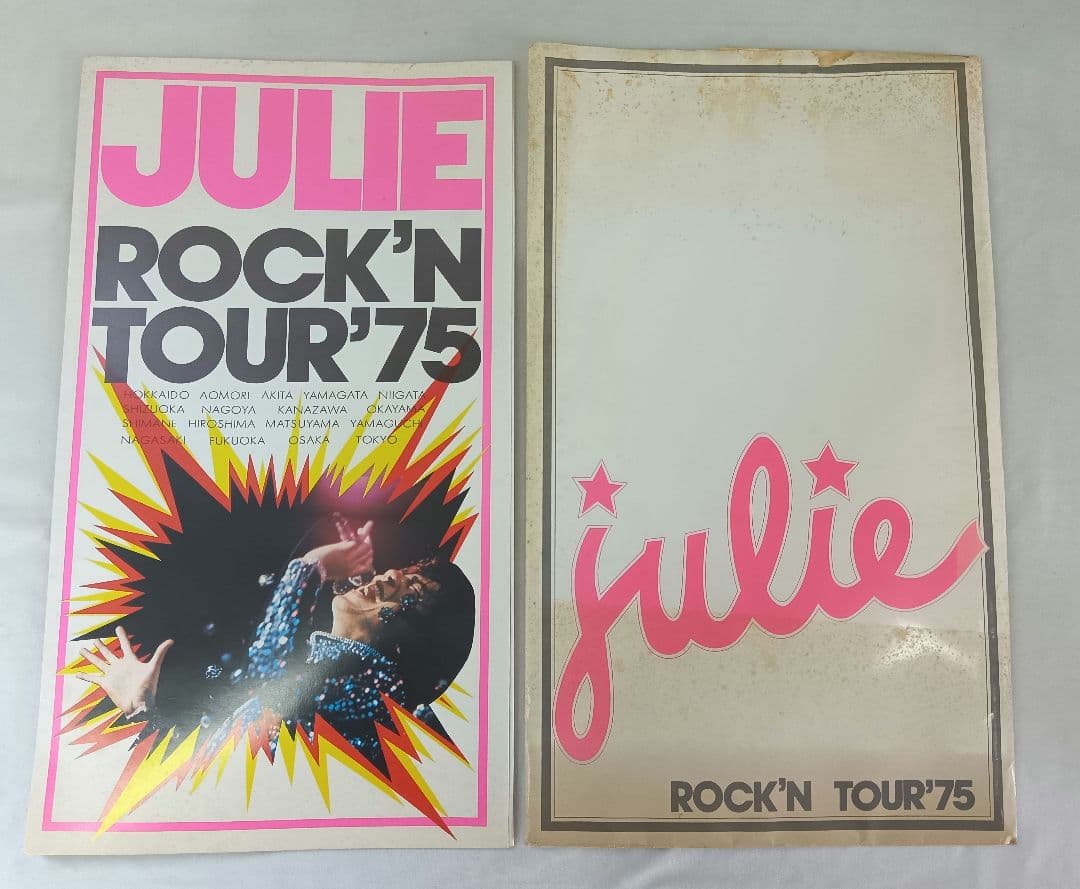 JULIE
ROCK'N
TOUR'75
HOKKAIDO AOMORI AKITA YAMAGATA NIIGATA
SHIZUOKA NAGOYA KANAZAWA OKAYAMA
SHIMANE HIROSHIMA MATSUYAMA YAMAGUCHI
NAGASAKI FUKUOKA OSAKA TOKYO
julie
ROCK'N TOUR'75